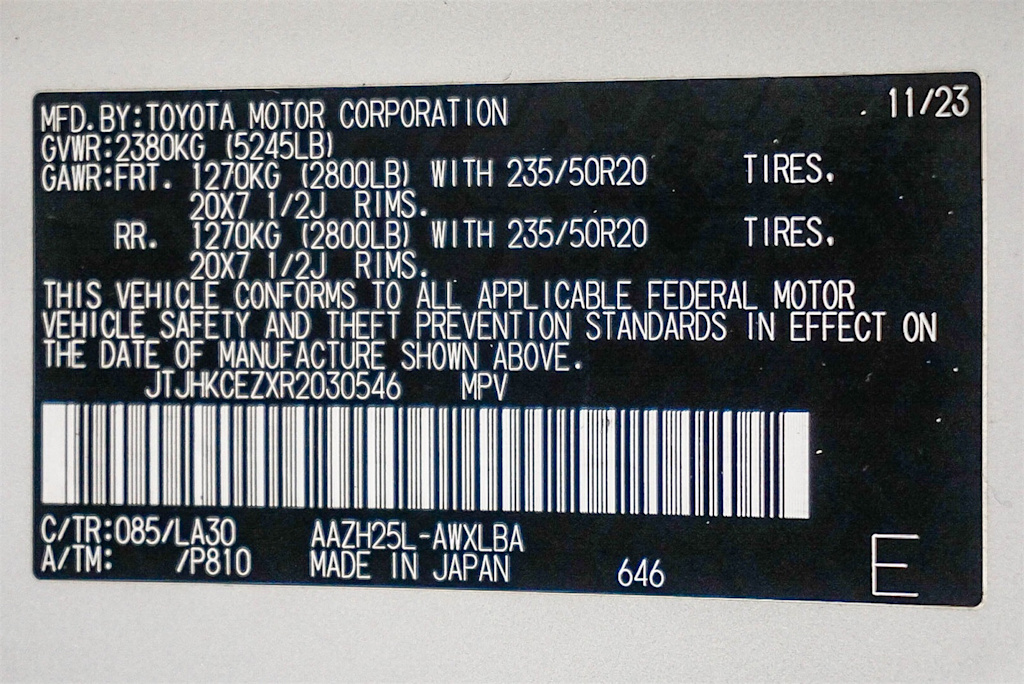 11/23
MFD.BY:TOYOTA MOTOR CORPORATION
GVWR:2380KG (5245LB)
GAWR:FRT. 1270KG (2800LB) WITH 235/50R20 TIRES.
20X7 1/2J RIMS.
RR. 1270KG (2800LB) WITH 235/50R20 TIRES.
20X7 1/2J RIMS.
THIS VEHICLE CONFORMS TO ALL APPLICABLE FEDERAL MOTOR
VEHICLE SAFETY AND THEFT PREVENTION STANDARDS IN EFFECT ON
THE DATE OF MANUFACTURE SHOWN ABOVE.
JTJHKCEZXR2030546 MPV
C/TR:085/LA30 AAZH25L-AWXLBA
A/TM: /P810 MADE IN JAPAN 646 E